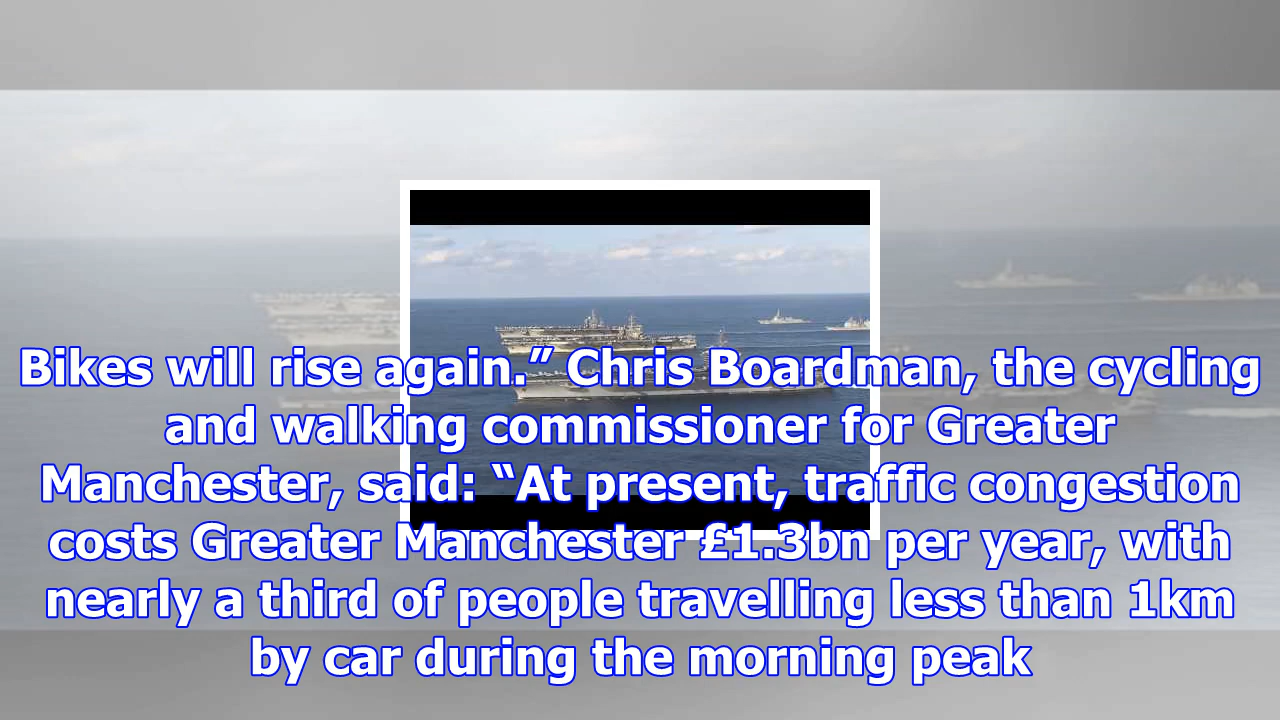 Bikes will rise again.” Chris Boardman, the cycling
and walking commissioner for Greater
Manchester, said: “At present, traffic congestion
costs Greater Manchester £1.3bn per year, with
nearly a third of people travelling less than 1km
by car during the morning peak